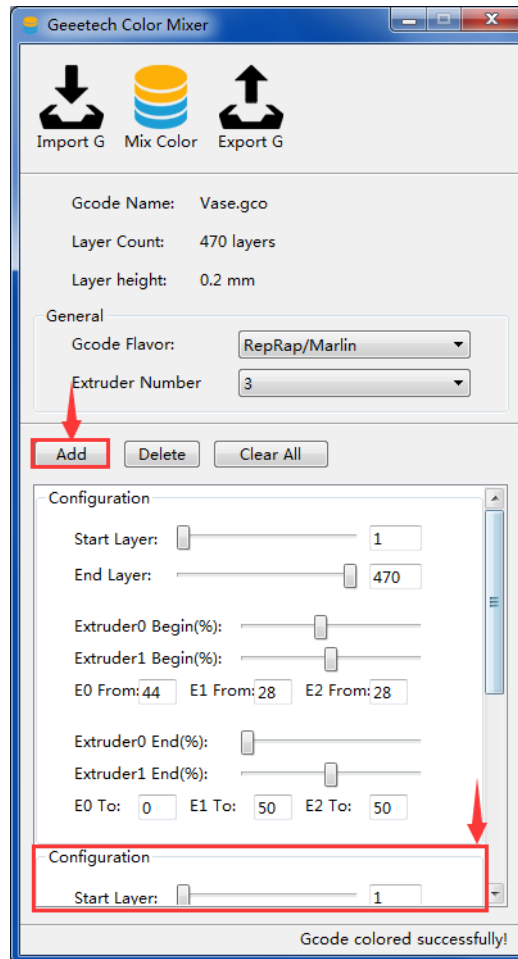 Geeetech Color Mixer
Import G Mix Color Export G
Gcode Name: Vase.gco
Layer Count: 470 layers
Layer height: 0.2 mm
General
Gcode Flavor: RepRap/Marlin
Extruder Number 3
Add Delete Clear All
Configuration
Start Layer: 1
End Layer: 470
Extruder0 Begin(%):
Extruder1 Begin(%):
E0 From: 44 E1 From: 28 E2 From: 28
Extruder0 End(%):
Extruder1 End(%):
E0 To: 0 E1 To: 50 E2 To: 50
Configuration
Start Layer: 1
Gcode colored successfully!